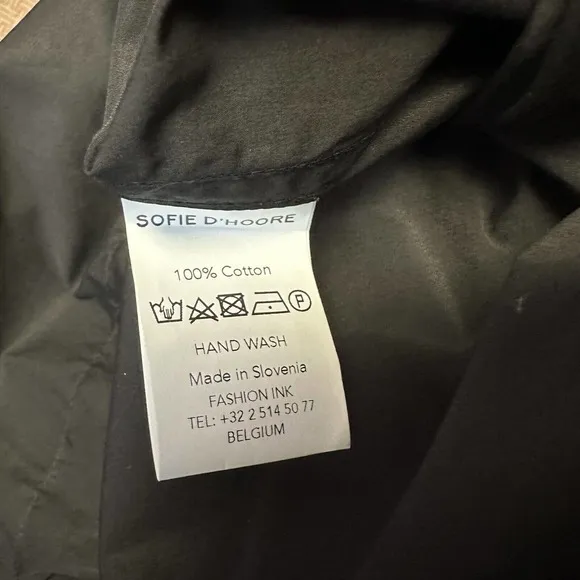 SOFIE D'HOORE
100% Cotton
P
HAND WASH
Made in Slovenia
FASHION INK
TEL: +32 2 514 50 77
BELGIUM